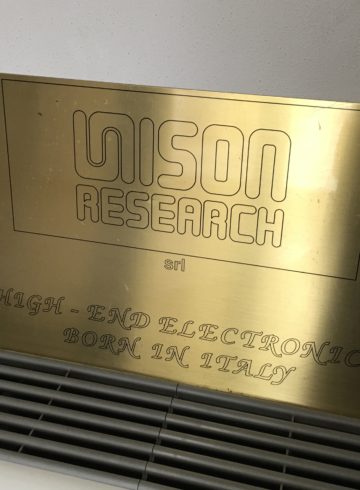 UNISON
RESEARCH
srl
HIGH - END ELECTRONIC
BORN IN ITALY